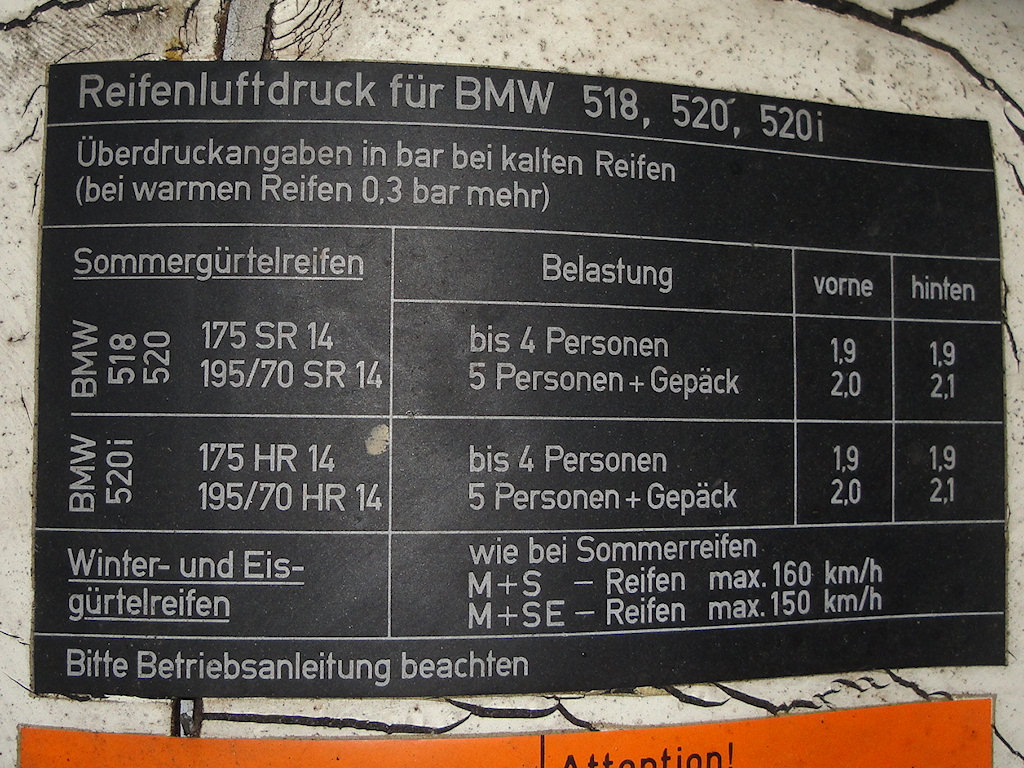 Reifenluftdruck für BMW 518, 520, 520i
Überdruckangaben in bar bei kalten Reifen
(bei warmen Reifen 0,3 bar mehr)
Sommergürtelreifen Belastung vorne hinten
BMW 518 520
175 SR 14 bis 4 Personen 1,9 1,9
195/70 SR 14 5 Personen + Gepäck 2,0 2,1
BMW 520i
175 HR 14 bis 4 Personen 1,9 1,9
195/70 HR 14 5 Personen + Gepäck 2,0 2,1
Winter- und Eis-
gürtelreifen
wie bei Sommerreifen
M+S - Reifen max. 160 km/h
M+SE - Reifen max. 150 km/h
Bitte Betriebsanleitung beachten
Attention!